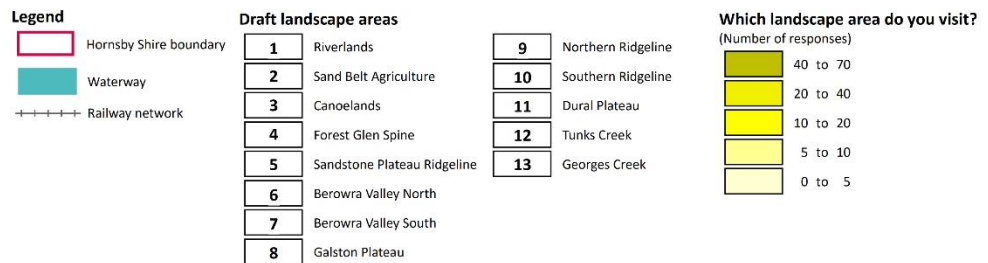 Legend
Hornsby Shire boundary
Waterway
Railway network
Draft landscape areas
1 Riverlands
2 Sand Belt Agriculture
3 Canoelands
4 Forest Glen Spine
5 Sandstone Plateau Ridgeline
6 Berowra Valley North
7 Berowra Valley South
8 Galston Plateau
9 Northern Ridgeline
10 Southern Ridgeline
11 Dural Plateau
12 Tunks Creek
13 Georges Creek
Which landscape area do you visit?
(Number of responses)
40 to 70
20 to 40
10 to 20
5 to 10
0 to 5